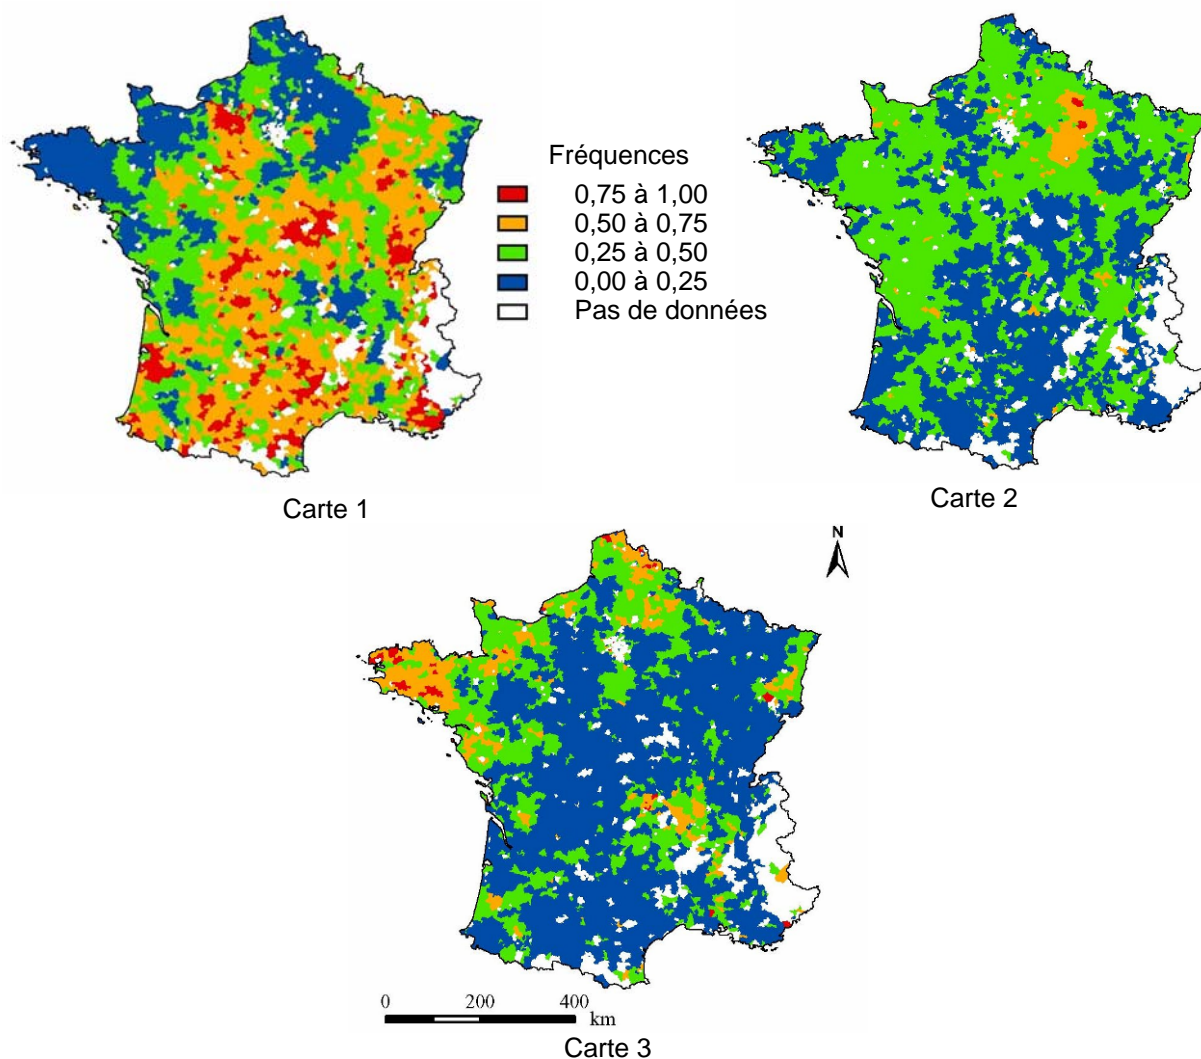 Fréquences
0,75 à 1,00
0,50 à 0,75
0,25 à 0,50
0,00 à 0,25
Pas de données
Carte 1
Carte 2
N
0 200 400
km
Carte 3